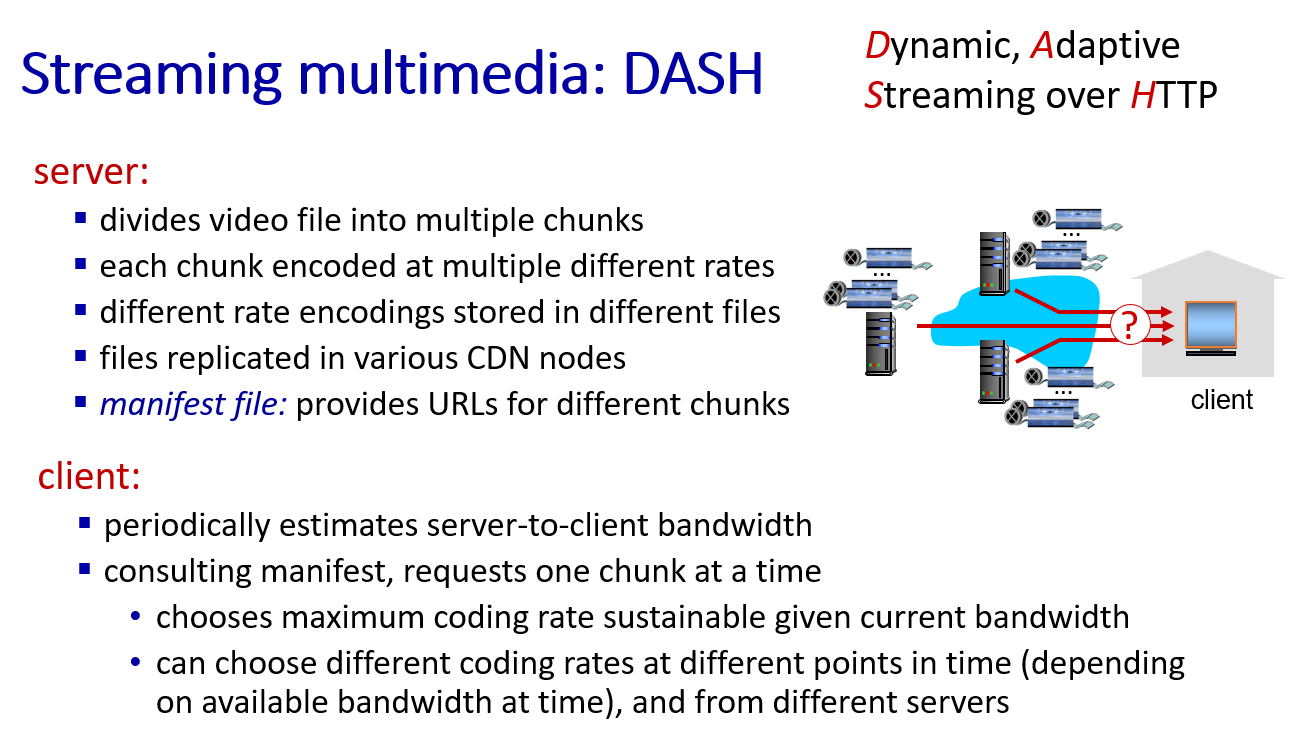 Streaming multimedia: DASH
Dynamic, Adaptive
Streaming over HTTP
server:
▪ divides video file into multiple chunks
▪ each chunk encoded at multiple different rates
▪ different rate encodings stored in different files
▪ files replicated in various CDN nodes
▪ manifest file: provides URLs for different chunks
...
...
...
?
client
client:
▪ periodically estimates server-to-client bandwidth
▪ consulting manifest, requests one chunk at a time
• chooses maximum coding rate sustainable given current bandwidth
• can choose different coding rates at different points in time (depending
on available bandwidth at time), and from different servers